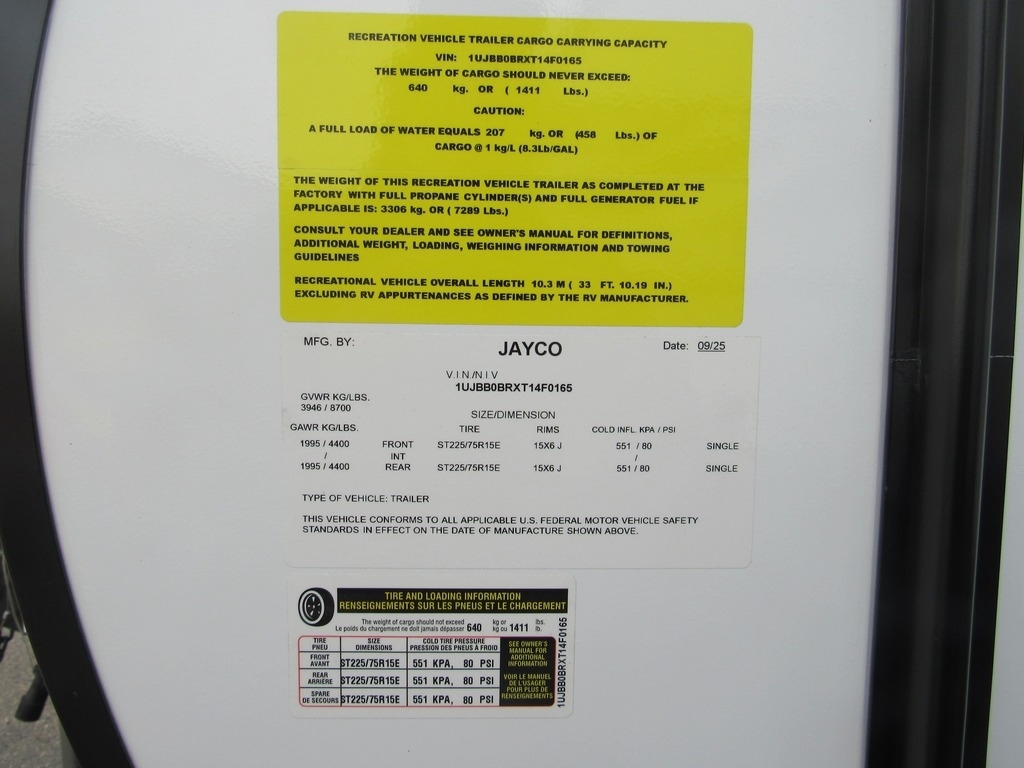 RECREATION VEHICLE TRAILER CARGO CARRYING CAPACITY
VIN: 1UJBB0BRXT14F0165
THE WEIGHT OF CARGO SHOULD NEVER EXCEED:
640 kg. OR ( 1411 Lbs.)
CAUTION:
A FULL LOAD OF WATER EQUALS 207 kg. OR (458 Lbs.) OF
CARGO @ 1 kg/L (8.3Lb/GAL)
THE WEIGHT OF THIS RECREATION VEHICLE TRAILER AS COMPLETED AT THE
FACTORY WITH FULL PROPANE CYLINDER(S) AND FULL GENERATOR FUEL IF
APPLICABLE IS: 3306 kg. OR ( 7289 Lbs.)
CONSULT YOUR DEALER AND SEE OWNER'S MANUAL FOR DEFINITIONS,
ADDITIONAL WEIGHT, LOADING, WEIGHING INFORMATION AND TOWING
GUIDELINES
RECREATIONAL VEHICLE OVERALL LENGTH 10.3 M ( 33 FT. 10.19 IN.)
EXCLUDING RV APPURTENANCES AS DEFINED BY THE RV MANUFACTURER.
MFG. BY: JAYCO Date: 09/25
V.I.N./N.I.V
1UJBB0BRXT14F0165
GVWR KG/LBS.
3946 / 8700
SIZE/DIMENSION
GAWR KG/LBS. TIRE RIMS COLD INFL. KPA / PSI
1995 / 4400 FRONT ST225/75R15E 15X6 J 551 / 80 SINGLE
/ INT /
1995 / 4400 REAR ST225/75R15E 15X6 J 551 / 80 SINGLE
TYPE OF VEHICLE: TRAILER
THIS VEHICLE CONFORMS TO ALL APPLICABLE U.S. FEDERAL MOTOR VEHICLE SAFETY
STANDARDS IN EFFECT ON THE DATE OF MANUFACTURE SHOWN ABOVE.
TIRE AND LOADING INFORMATION
RENSEIGNEMENTS SUR LES PNEUS ET LE CHARGEMENT
The weight of cargo should not exceed kg or lbs.
Le poids du chargement ne doit jamais dépasser 640 kg ou 1411 lb.
TIRE SIZE COLD TIRE PRESSURE
PNEU DIMENSIONS PRESSION DES PNEUS À FROID
FRONT
AVANT ST225/75R15E 551 KPA, 80 PSI
REAR
ARRIÈRE ST225/75R15E 551 KPA, 80 PSI
SPARE
DE SECOURS ST225/75R15E 551 KPA, 80 PSI
SEE OWNER'S
MANUAL FOR
ADDITIONAL
INFORMATION
VOIR LE MANUEL
DE L'USAGER
POUR PLUS DE
RENSEIGNEMENTS
1UJBB0BRXT14F0165